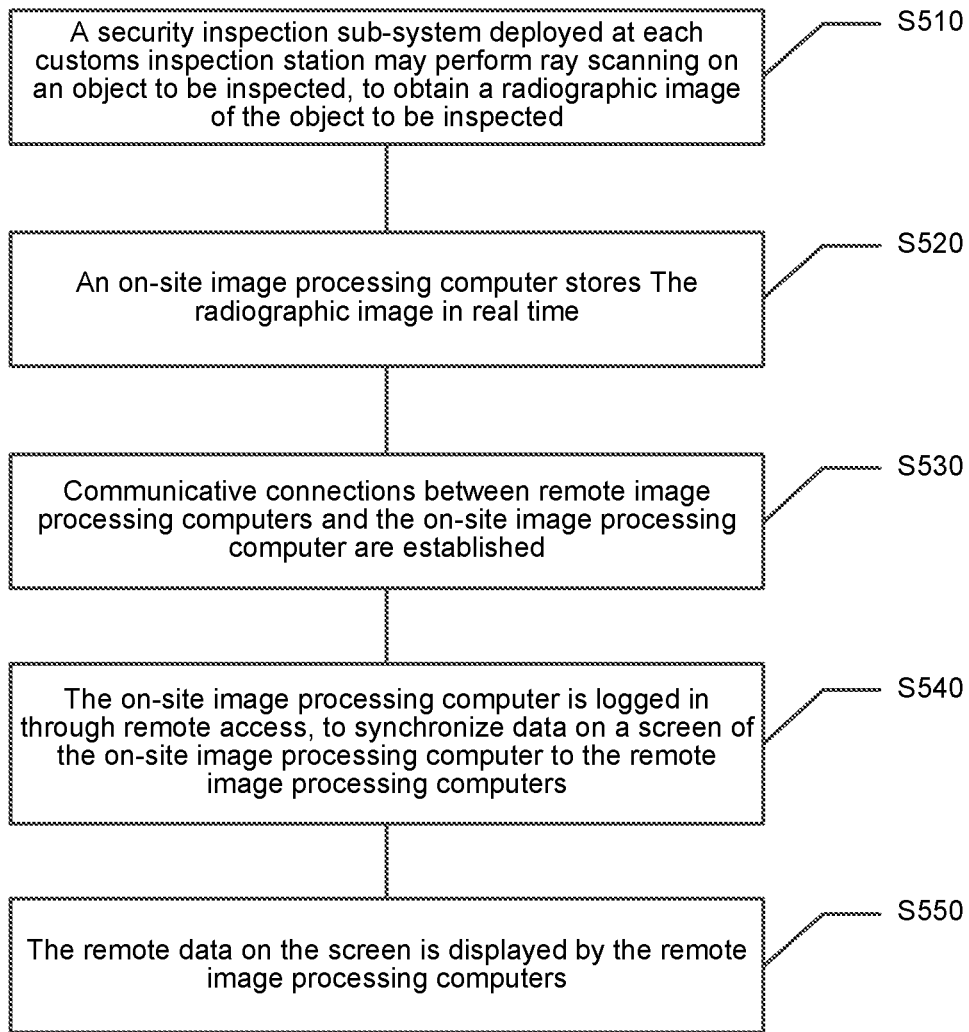 A security inspection sub-system deployed at each
customs inspection station may perform ray scanning on
an object to be inspected, to obtain a radiographic image
of the object to be inspected
S510
An on-site image processing computer stores The
radiographic image in real time
S520
Communicative connections between remote image
processing computers and the on-site image processing
computer are established
S530
The on-site image processing computer is logged in
through remote access, to synchronize data on a screen of
the on-site image processing computer to the remote
image processing computers
S540
The remote data on the screen is displayed by the remote
image processing computers
S550